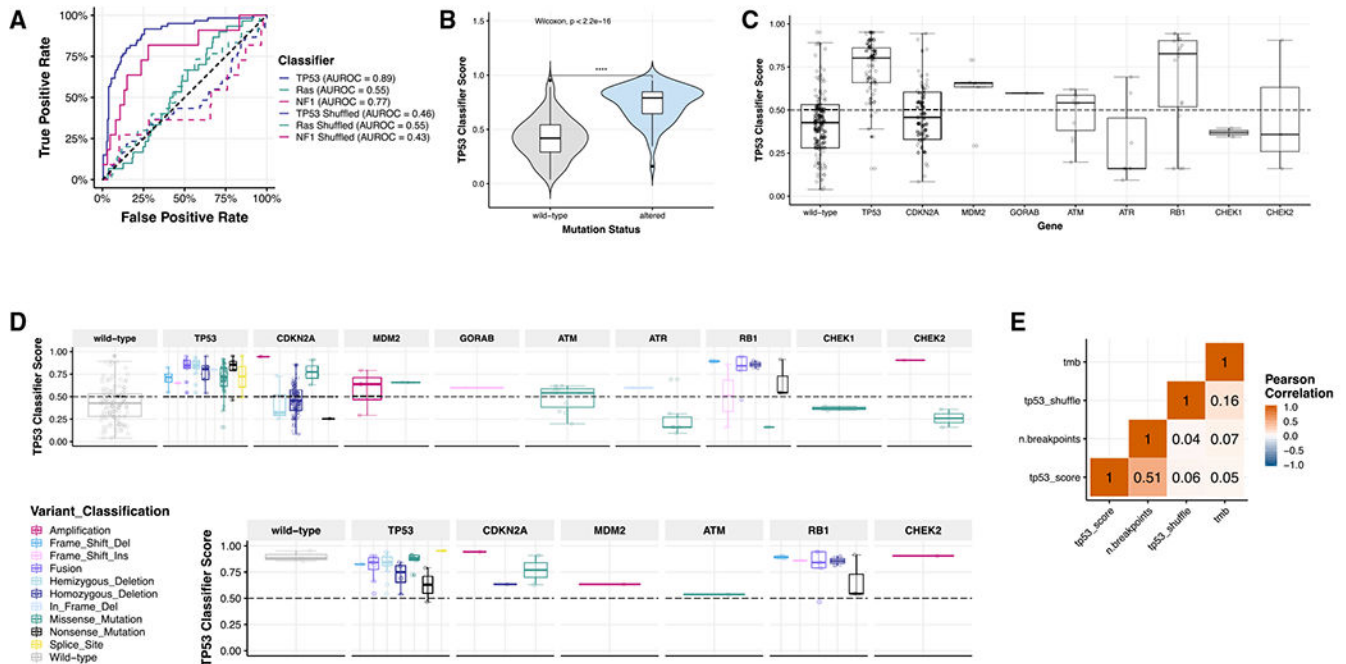 A
100%
75%
50%
25%
0%
True Positive Rate
0% 25% 50% 75% 100%
False Positive Rate
Classifier
TP53 (AUROC = 0.89)
Ras (AUROC = 0.55)
NF1 (AUROC = 0.77)
TP53 Shuffled (AUROC = 0.46)
Ras Shuffled (AUROC = 0.55)
NF1 Shuffled (AUROC = 0.43)
B
Wilcoxon, p < 2.2e-16
****
1.5
1.0
0.5
0.0
TP53 Classifier Score
wild-type altered
Mutation Status
C
1.00
0.75
0.50
0.25
0.00
TP53 Classifier Score
wild-type TP53 CDKN2A MDM2 GORAB ATM ATR RB1 CHEK1 CHEK2
Gene
D
wild-type TP53 CDKN2A MDM2 GORAB ATM ATR RB1 CHEK1 CHEK2
1.00
0.75
0.50
0.25
0.00
TP53 Classifier Score
Variant_Classification
Amplification
Frame_Shift_Del
Frame_Shift_Ins
Fusion
Hemizygous_Deletion
Homozygous_Deletion
In_Frame_Del
Missense_Mutation
Nonsense_Mutation
Splice_Site
Wild-type
wild-type TP53 CDKN2A MDM2 ATM RB1 CHEK2
1.00
0.75
0.50
0.25
0.00
TP53 Classifier Score
E
tmb 1
tp53_shuffle 1 0.16
n.breakpoints 1 0.04 0.07
tp53_score 1 0.51 0.06 0.05
tp53_score n.breakpoints tp53_shuffle tmb
Pearson
Correlation
1.0
0.5
0.0
−0.5
−1.0